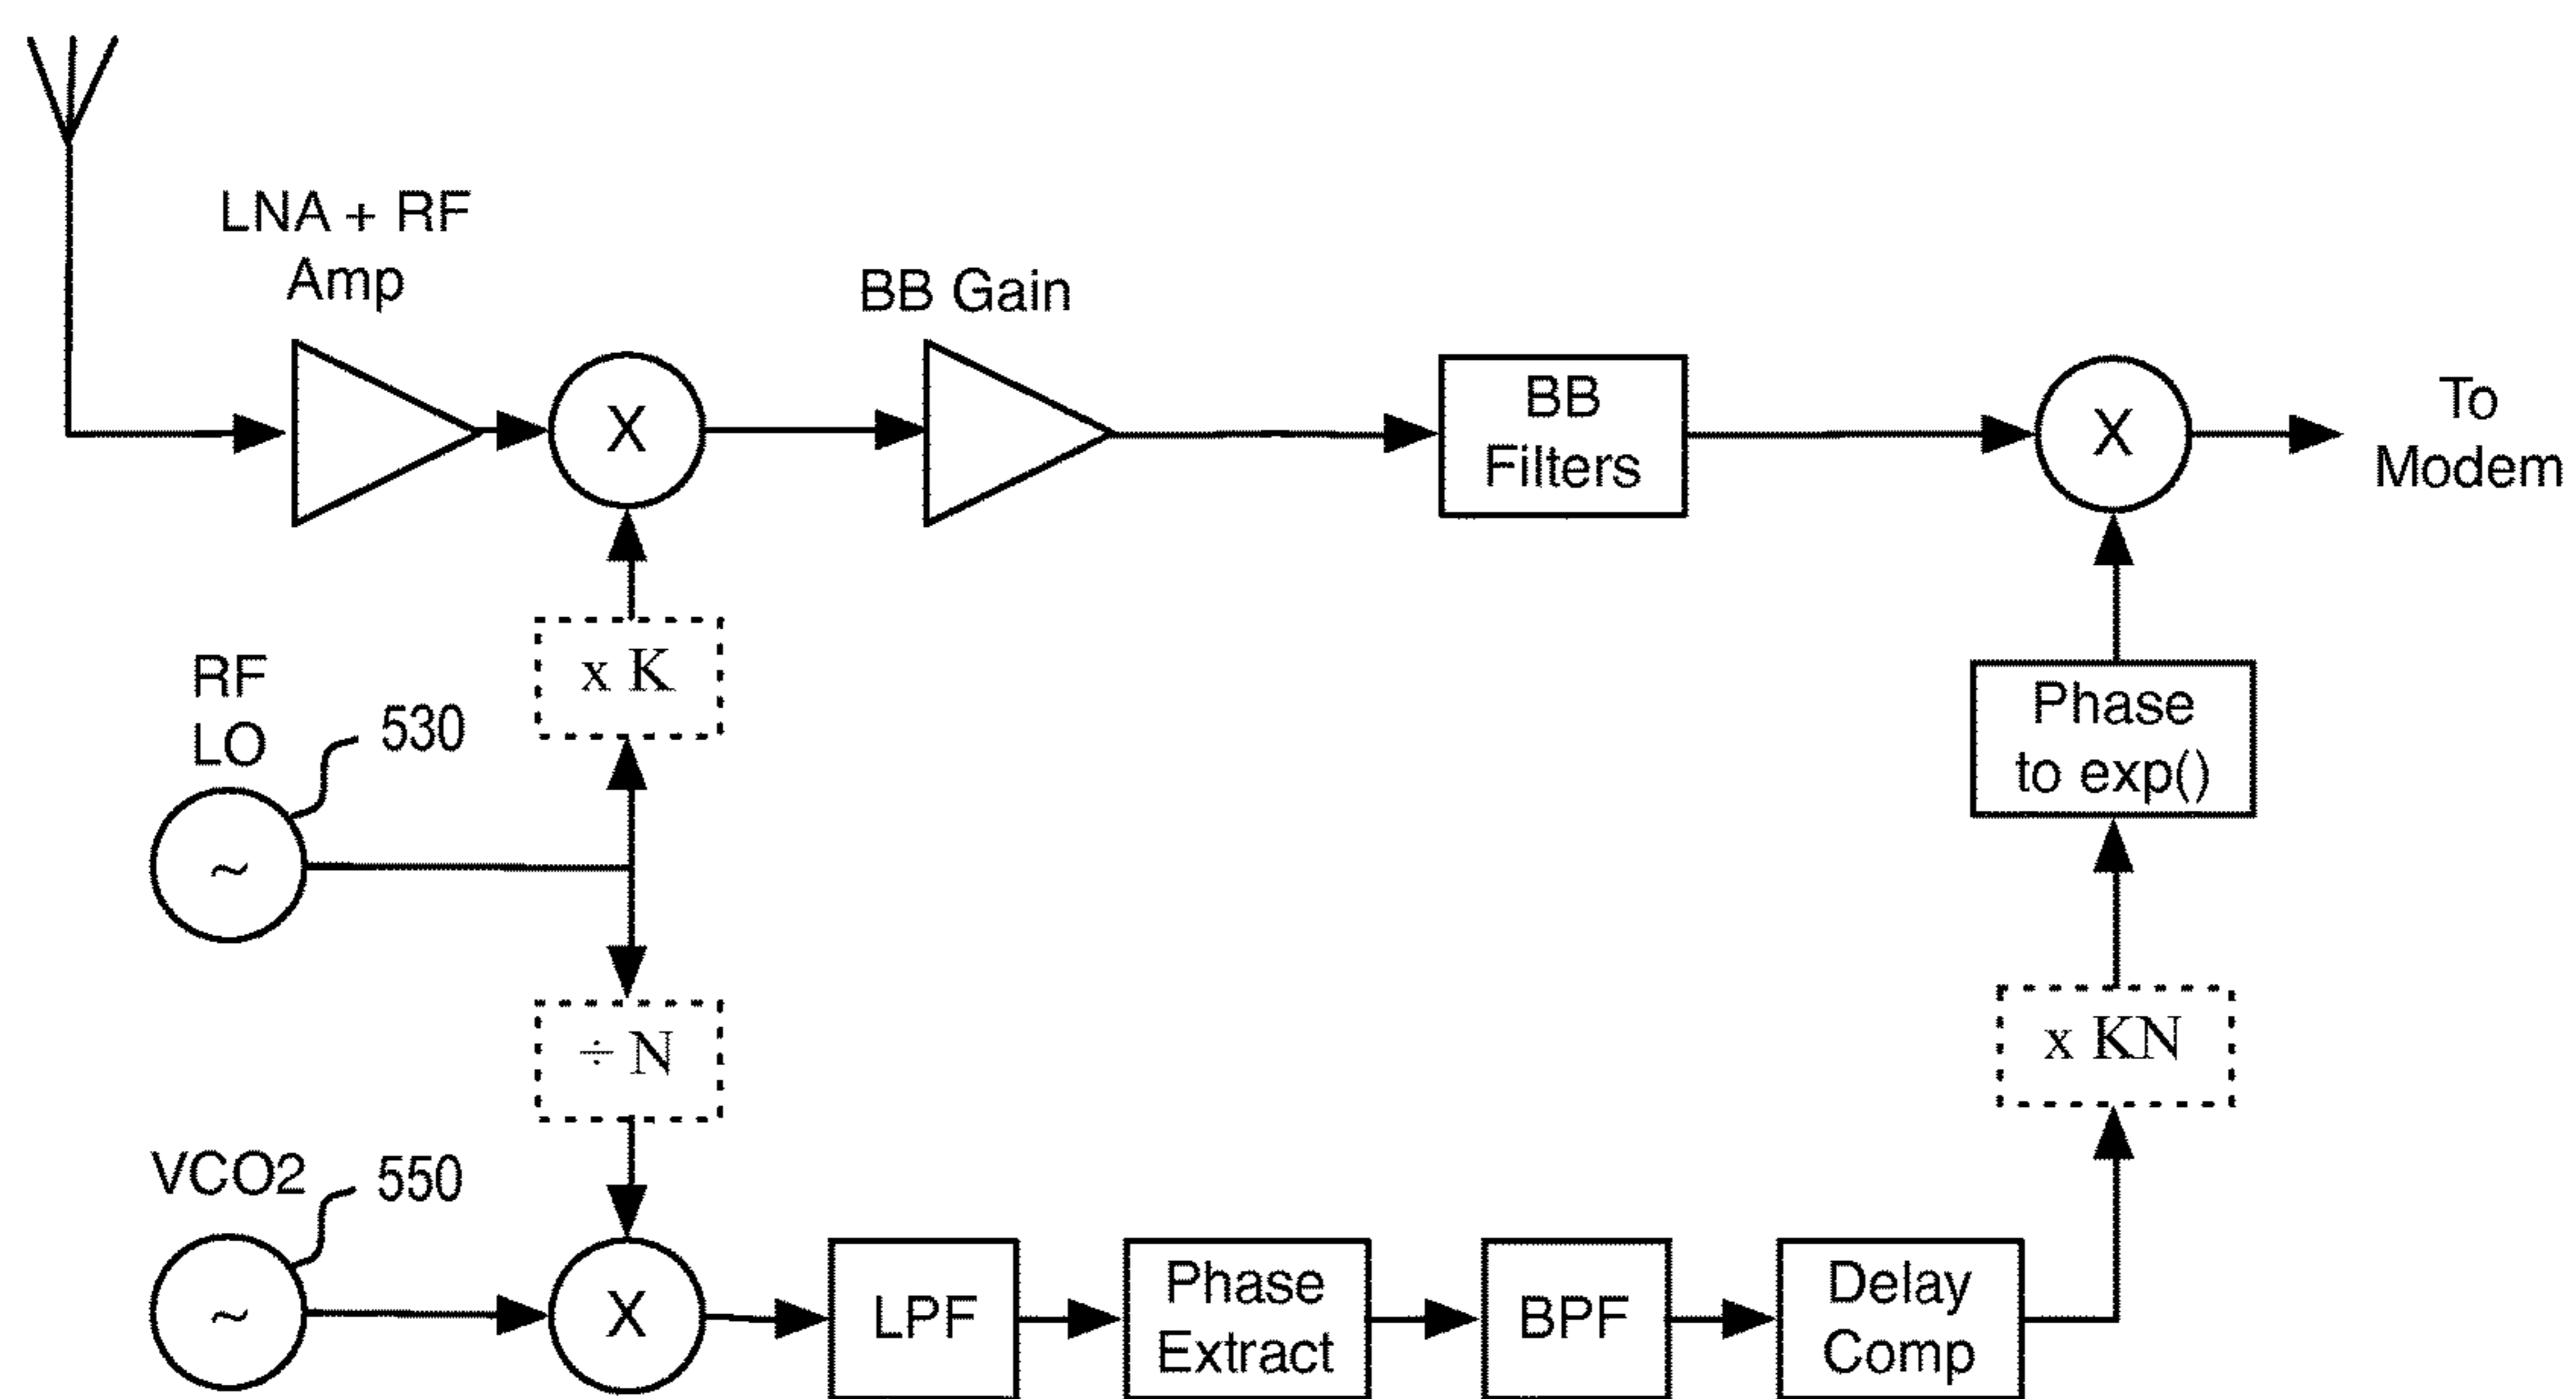 LNA + RF
Amp
BB Gain
X
BB
Filters
X
To
Modem
x K
RF
LO
530
~
Phase
to exp()
÷ N
x KN
VCO2
550
~
X
LPF
Phase
Extract
BPF
Delay
Comp